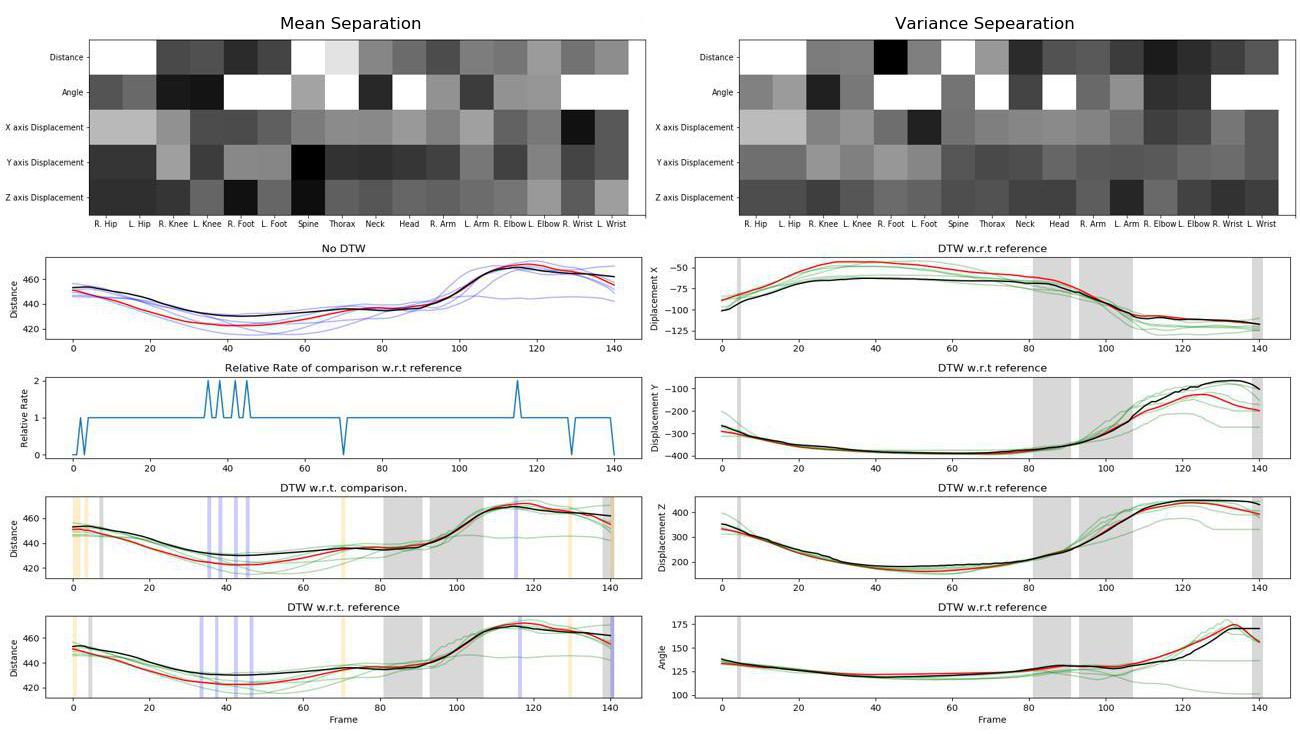 Mean Separation
Variance Sepearation
Distance
Angle
X axis Displacement
Y axis Displacement
Z axis Displacement
R. Hip L. Hip R. Knee L. Knee R. Foot L. Foot Spine Thorax Neck Head R. Arm L. Arm R. Elbow L. Elbow R. Wrist L. Wrist
Distance
Angle
X axis Displacement
Y axis Displacement
Z axis Displacement
R. Hip L. Hip R. Knee L. Knee R. Foot L. Foot Spine Thorax Neck Head R. Arm L. Arm R. Elbow L. Elbow R. Wrist L. Wrist
No DTW
Distance
460
440
420
0 20 40 60 80 100 120 140
DTW w.r.t reference
Diplacement X
−50
−75
−100
−125
0 20 40 60 80 100 120 140
Relative Rate of comparison w.r.t reference
Relative Rate
2
1
0
0 20 40 60 80 100 120 140
DTW w.r.t reference
Displacement Y
−100
−200
−300
−400
0 20 40 60 80 100 120 140
DTW w.r.t. comparison.
Distance
460
440
420
0 20 40 60 80 100 120 140
DTW w.r.t reference
Displacement Z
400
300
200
0 20 40 60 80 100 120 140
DTW w.r.t. reference
Distance
460
440
420
0 20 40 60 80 100 120 140
Frame
DTW w.r.t reference
Angle
175
150
125
100
0 20 40 60 80 100 120 140
Frame